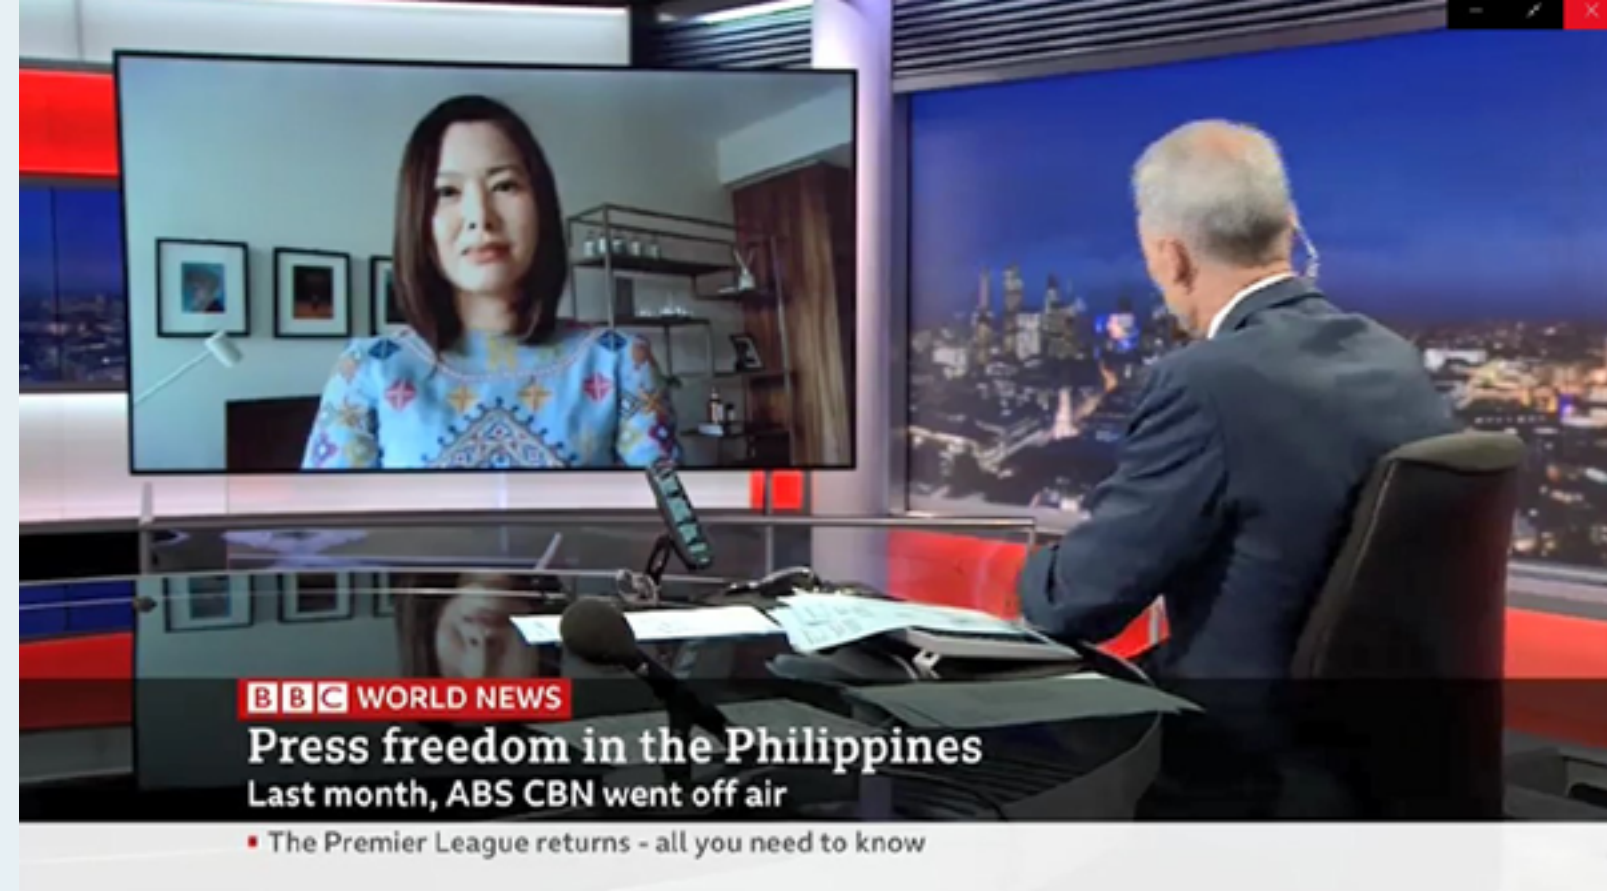 BBC WORLD NEWS
Press freedom in the Philippines
Last month, ABS CBN went off air
The Premier League returns - all you need to know